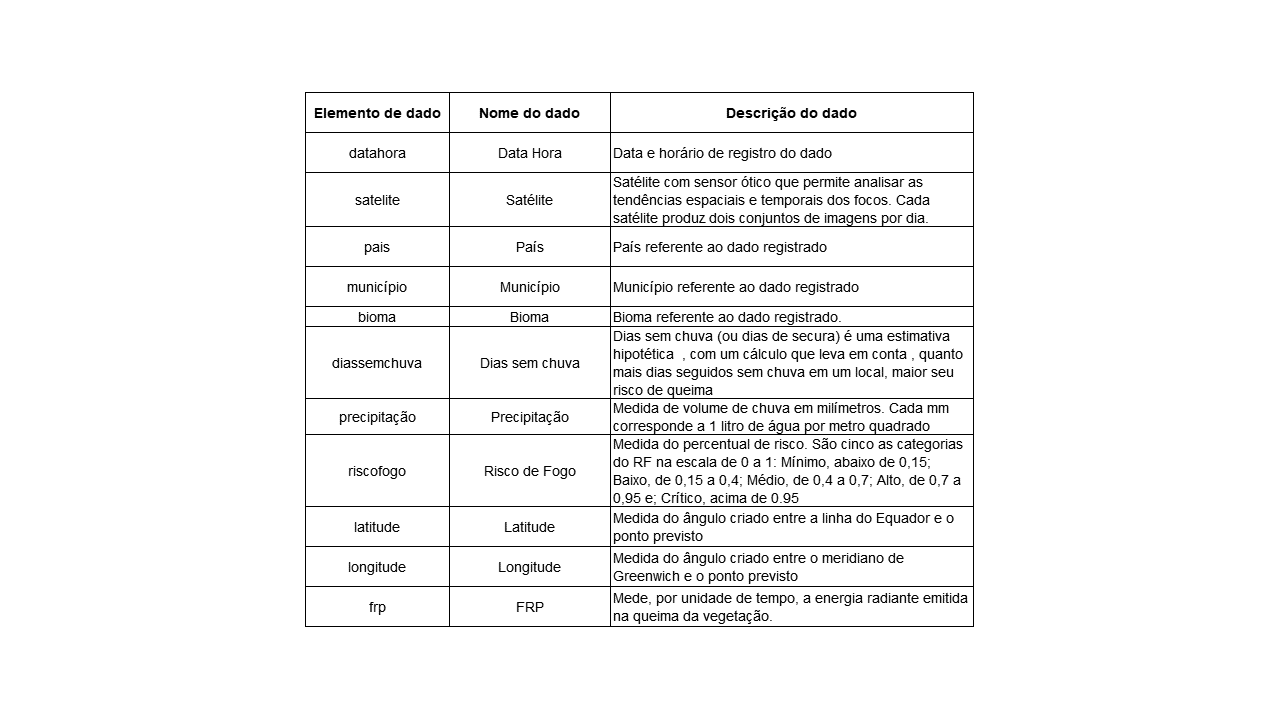 Elemento de dado Nome do dado Descrição do dado
datahora Data Hora Data e horário de registro do dado
satelite Satélite Satélite com sensor ótico que permite analisar as
tendências espaciais e temporais dos focos. Cada
satélite produz dois conjuntos de imagens por dia.
pais País País referente ao dado registrado
município Município Município referente ao dado registrado
bioma Bioma Bioma referente ao dado registrado.
diassemchuva Dias sem chuva Dias sem chuva (ou dias de secura) é uma estimativa
hipotética  , com um cálculo que leva em conta , quanto
mais dias seguidos sem chuva em um local, maior seu
risco de queima
precipitação Precipitação Medida de volume de chuva em milímetros. Cada mm
corresponde a 1 litro de água por metro quadrado
riscofogo Risco de Fogo Medida do percentual de risco. São cinco as categorias
do RF na escala de 0 a 1: Mínimo, abaixo de 0,15;
Baixo, de 0,15 a 0,4; Médio, de 0,4 a 0,7; Alto, de 0,7 a
0,95 e; Crítico, acima de 0.95
latitude Latitude Medida do ângulo criado entre a linha do Equador e o
ponto previsto
longitude Longitude Medida do ângulo criado entre o meridiano de
Greenwich e o ponto previsto
frp FRP Mede, por unidade de tempo, a energia radiante emitida
na queima da vegetação.